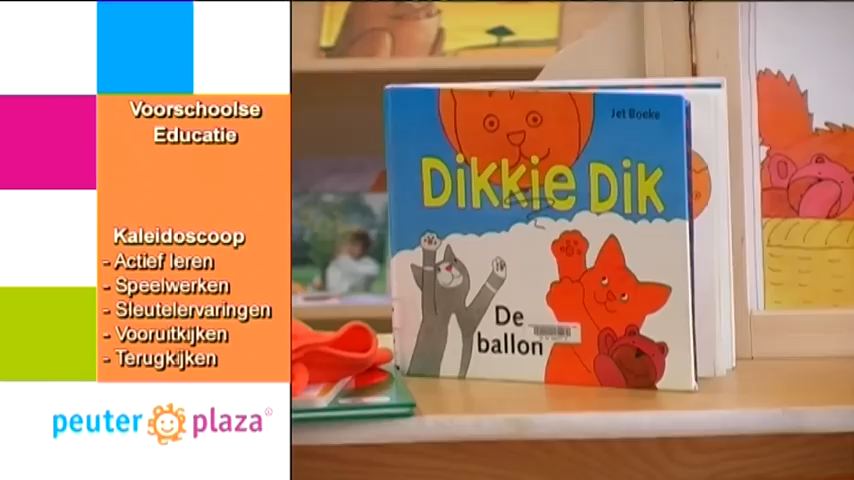 Voorschoolse
Educatie
Kaleidoscoop
- Actief leren
- Speelwerken
- Sleutelervaringen
- Vooruitkijken
- Terugkijken
peuter plaza®
Jet Boeke
DiKKiE DiK
De
ballon